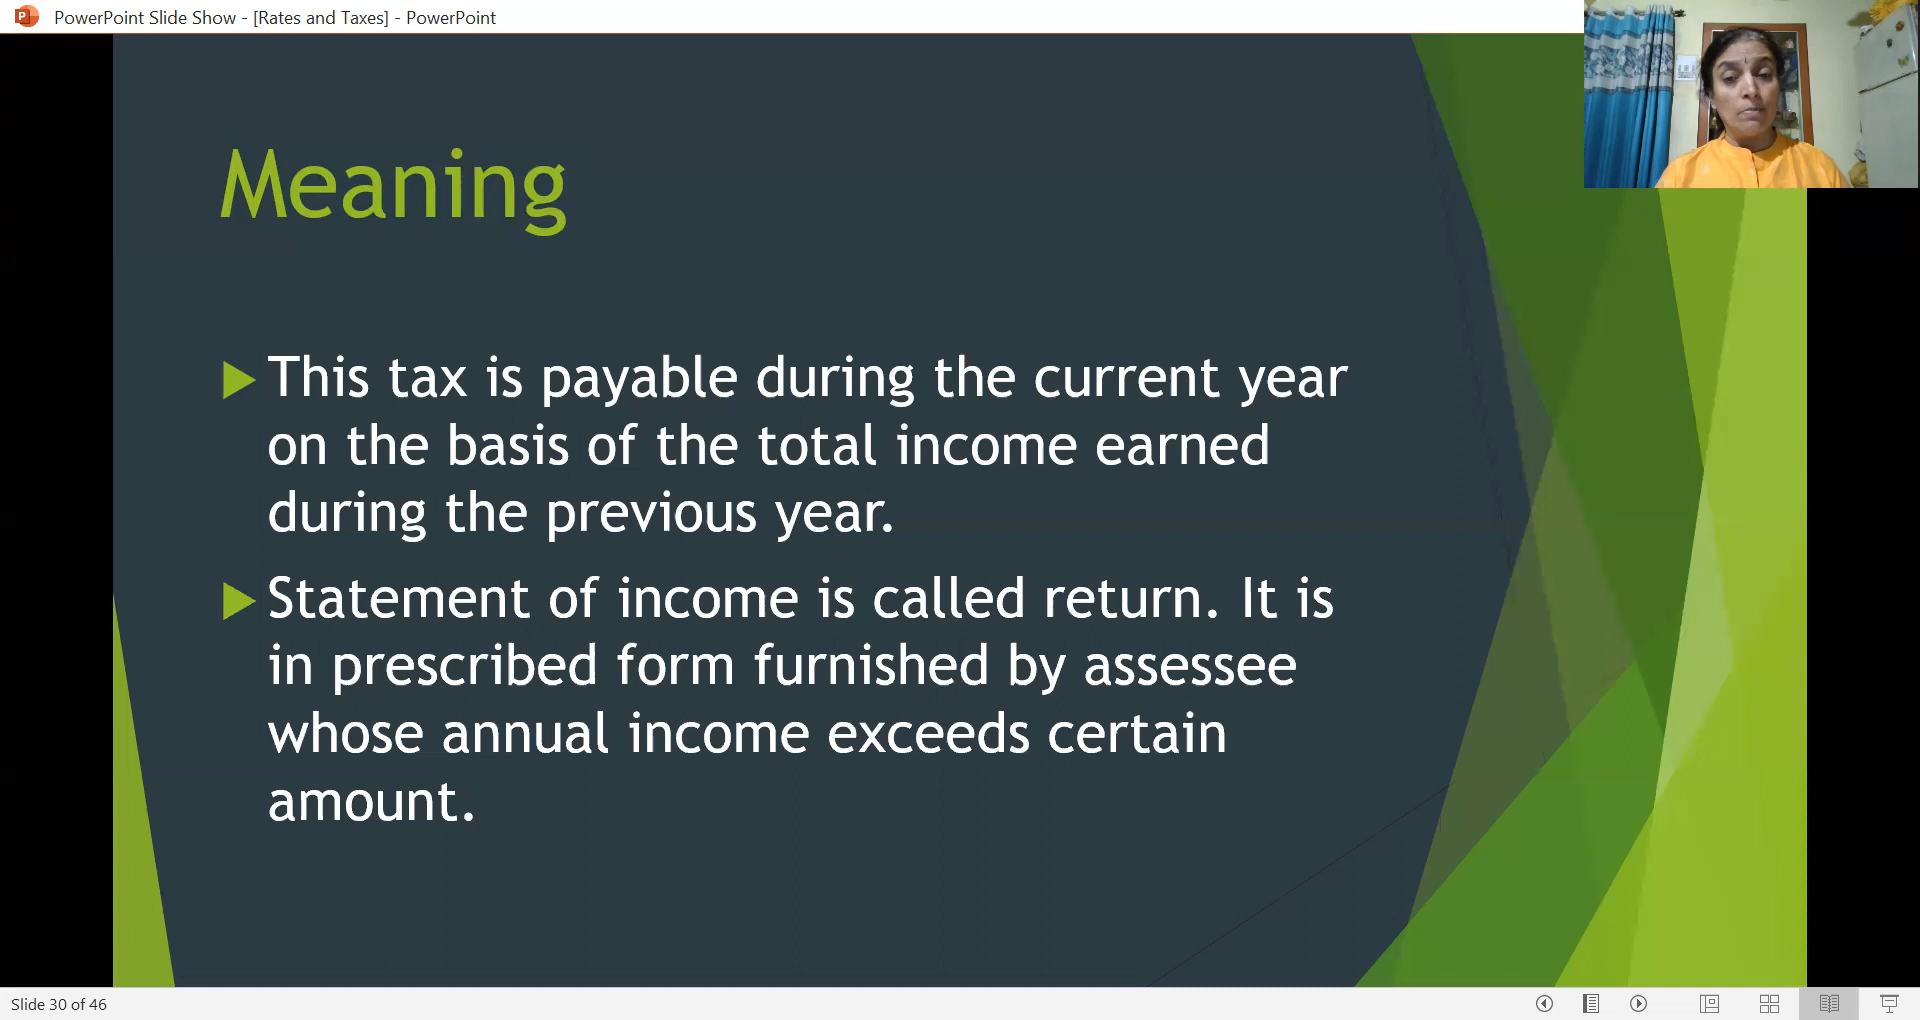 PowerPoint Slide Show - [Rates and Taxes] - PowerPoint
Meaning
This tax is payable during the current year
on the basis of the total income earned
during the previous year.
Statement of income is called return. It is
in prescribed form furnished by assessee
whose annual income exceeds certain
amount.
Slide 30 of 46